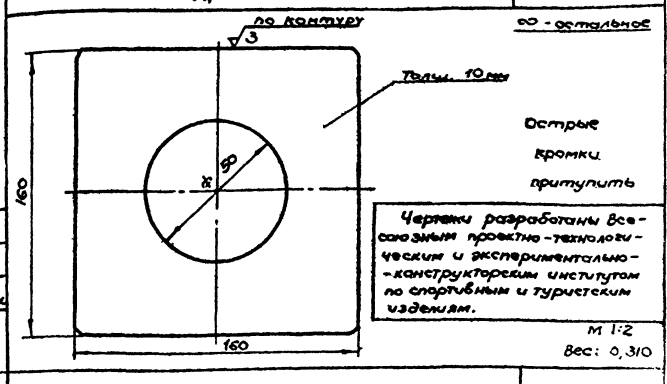 по контуру
3
∞ - остальное
Толщ. 10 мм
Острые
кромки
притупить
50
160
Чертежи разработаны Все-
союзным проектно-технологи-
ческим и экспериментально-
-конструкторским институтом
по спортивным и туристским
изделиям.
М 1:2
160
Вес: 0,310